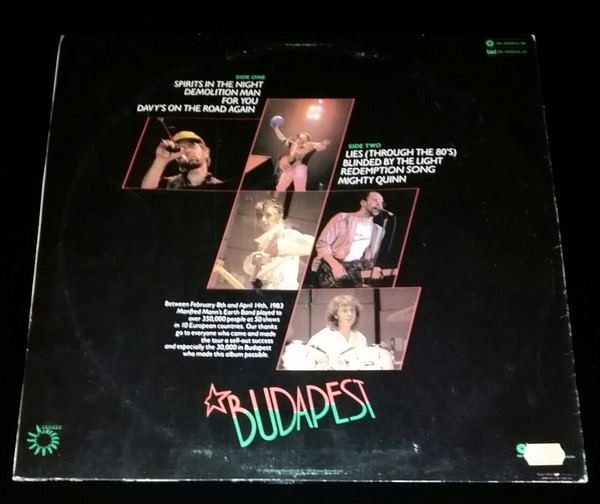 SIDE ONE
SPIRITS IN THE NIGHT
DEMOLITION MAN
FOR YOU
DAVY'S ON THE ROAD AGAIN
SIDE TWO
LIES (THROUGH THE 80'S)
BLINDED BY THE LIGHT
REDEMPTION SONG
MIGHTY QUINN
Between February 8th and April 14th, 1983
Manfred Mann's Earth Band played to
over 350,000 people at 50 shows
in 10 European countries. Our thanks
go to everyone who came and made
the tour a sell-out success
and especially the 30,000 in Budapest
who made this album possible.
BUDAPEST